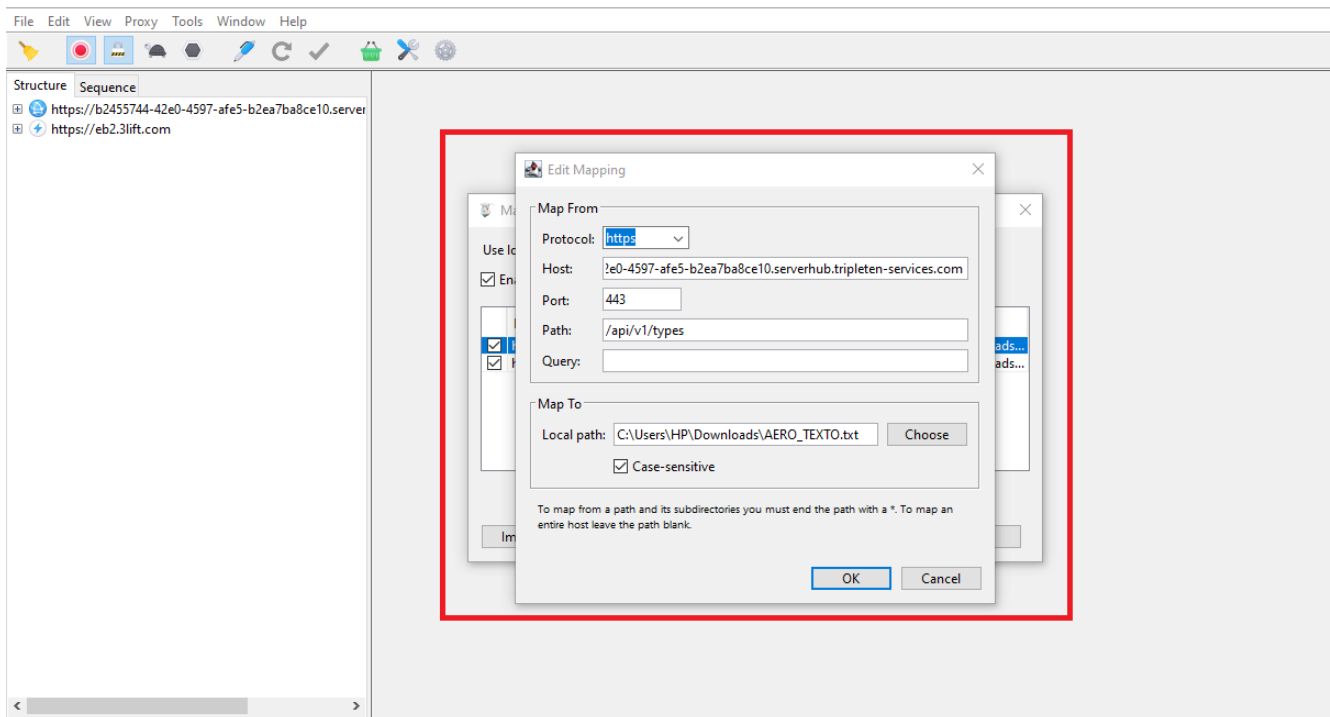 File Edit View Proxy Tools Window Help
Structure Sequence
https://b2455744-42e0-4597-afe5-b2ea7ba8ce10.server
https://eb2.3lift.com
Edit Mapping
Map From
Protocol: https
Host: 2e0-4597-afe5-b2ea7ba8ce10.serverhub.tripleten-services.com
Port: 443
Path: /api/v1/types
Query:
Map To
Local path: C:\Users\HP\Downloads\AERO_TEXTO.txt Choose
Case-sensitive
To map from a path and its subdirectories you must end the path with a *. To map an
entire host leave the path blank.
OK Cancel
Ma
Use lo
En
ads...
ads...
Im